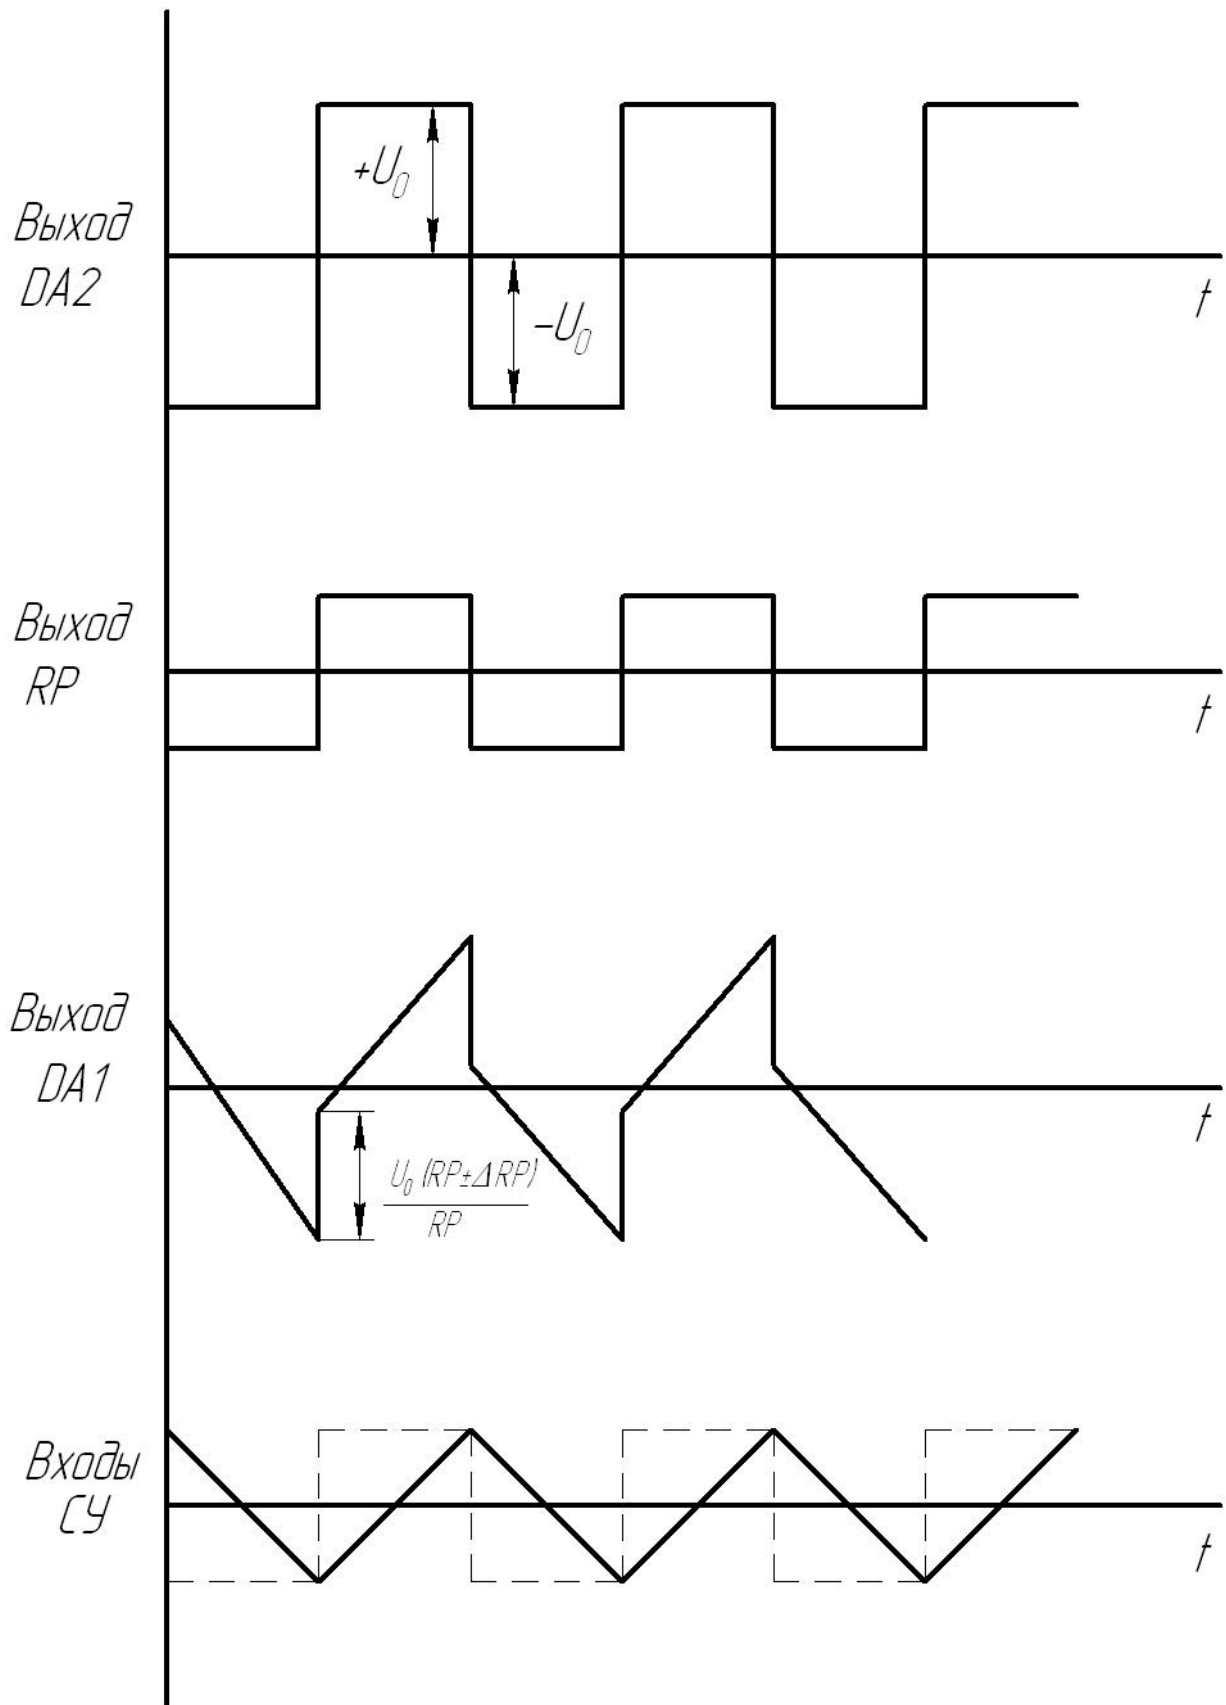 +U₀
Выход
DA2
t
−U₀
Выход
RP
t
Выход
DA1
t
U₀ (RP±ΔRP)
RP
Входы
СУ
t